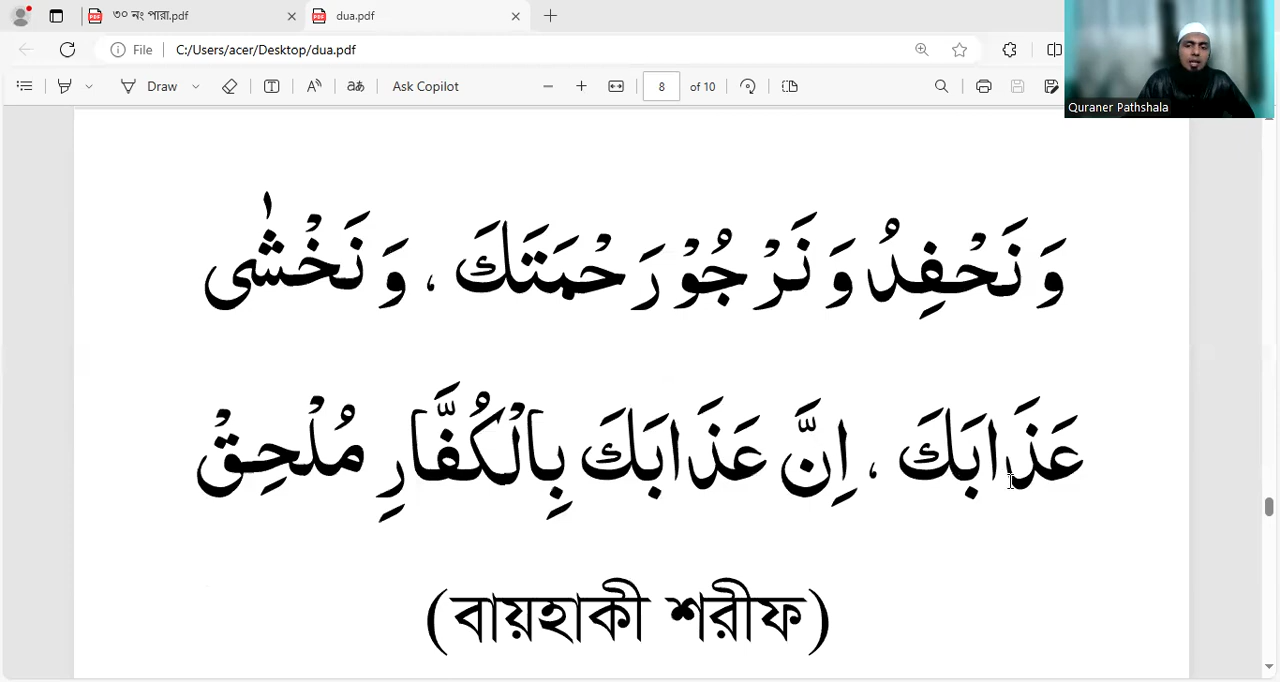 ৩০ নং পারা.pdf
dua.pdf
File C:/Users/acer/Desktop/dua.pdf
Draw Ask Copilot 8 of 10
Quraner Pathshala
وَ نَحْفِدُ وَ نَرْجُوْ رَحْمَتَكَ ، وَ نَخْشٰى
عَذَابَكَ ، اِنَّ عَذَابَكَ بِالْكُفَّارِ مُلْحِقْ
(বায়হাকী শরীফ)